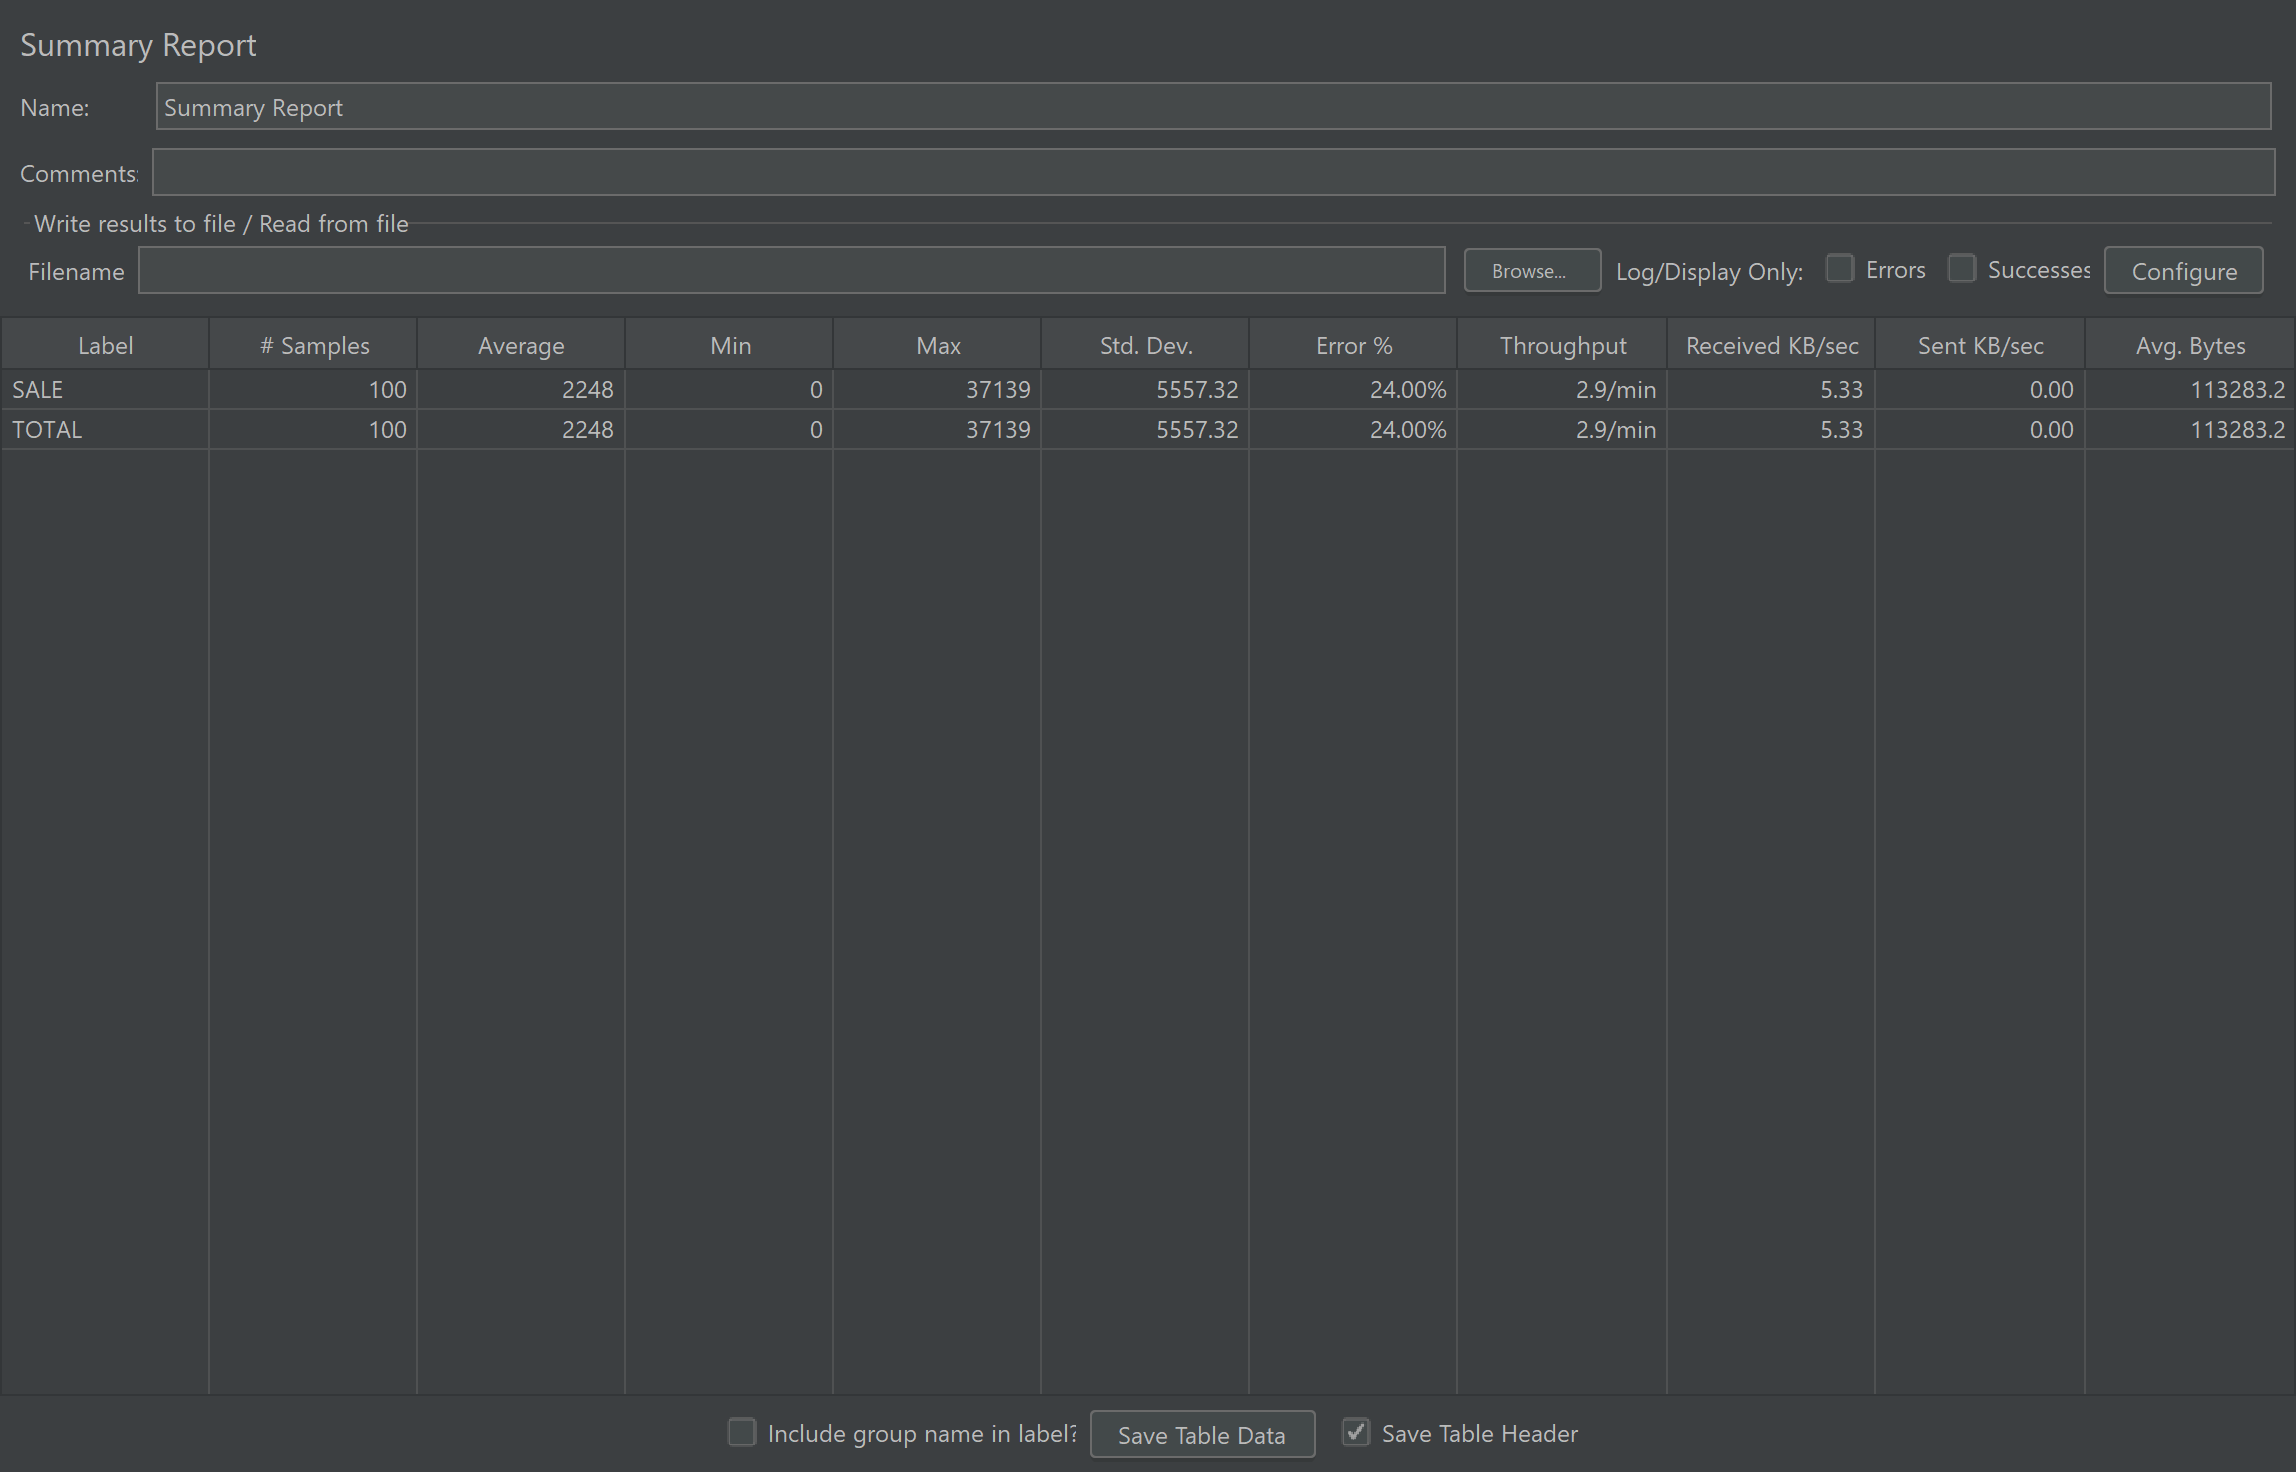 Summary Report
Name: Summary Report
Comments:
Write results to file / Read from file
Filename Browse... Log/Display Only: Errors Successes Configure
Label # Samples Average Min Max Std. Dev. Error % Throughput Received KB/sec Sent KB/sec Avg. Bytes
SALE 100 2248 0 37139 5557.32 24.00% 2.9/min 5.33 0.00 113283.2
TOTAL 100 2248 0 37139 5557.32 24.00% 2.9/min 5.33 0.00 113283.2
Include group name in label? Save Table Data Save Table Header